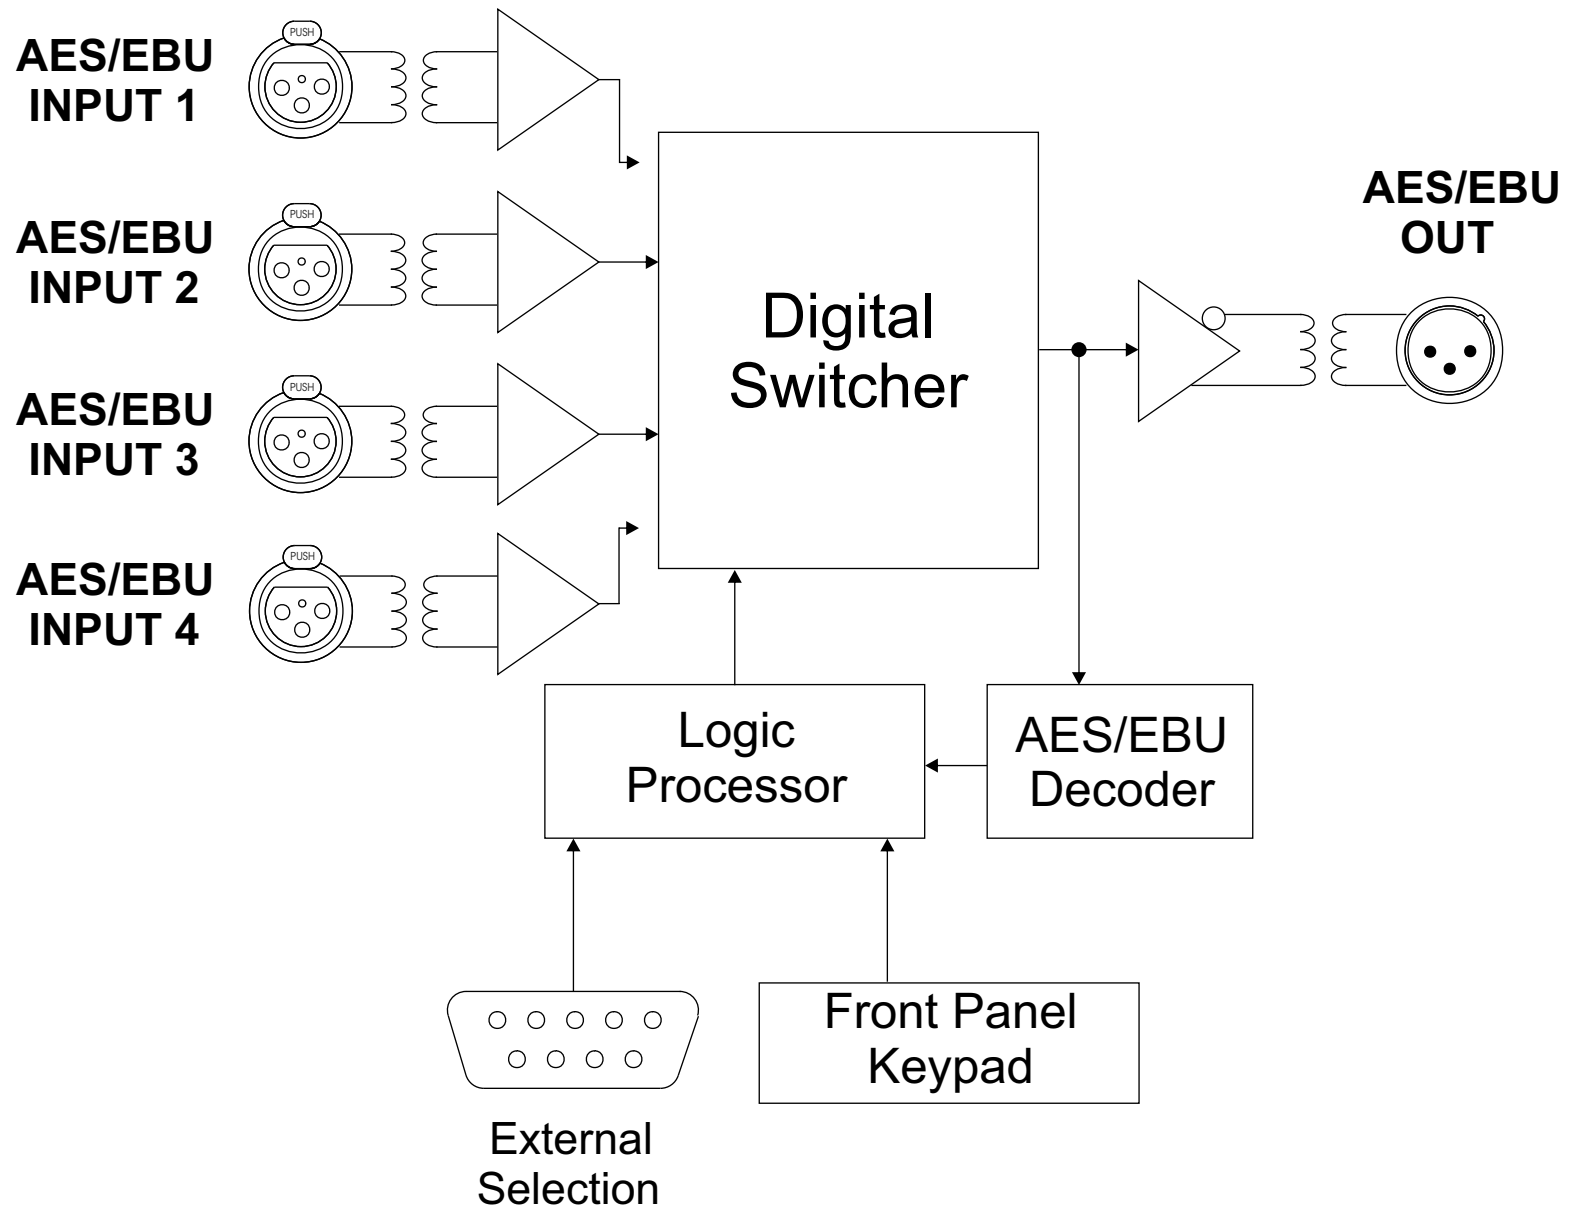 AES/EBU
INPUT 1
PUSH
AES/EBU
INPUT 2
PUSH
AES/EBU
INPUT 3
PUSH
AES/EBU
INPUT 4
PUSH
Digital
Switcher
AES/EBU
OUT
Logic
Processor
AES/EBU
Decoder
Front Panel
Keypad
External
Selection